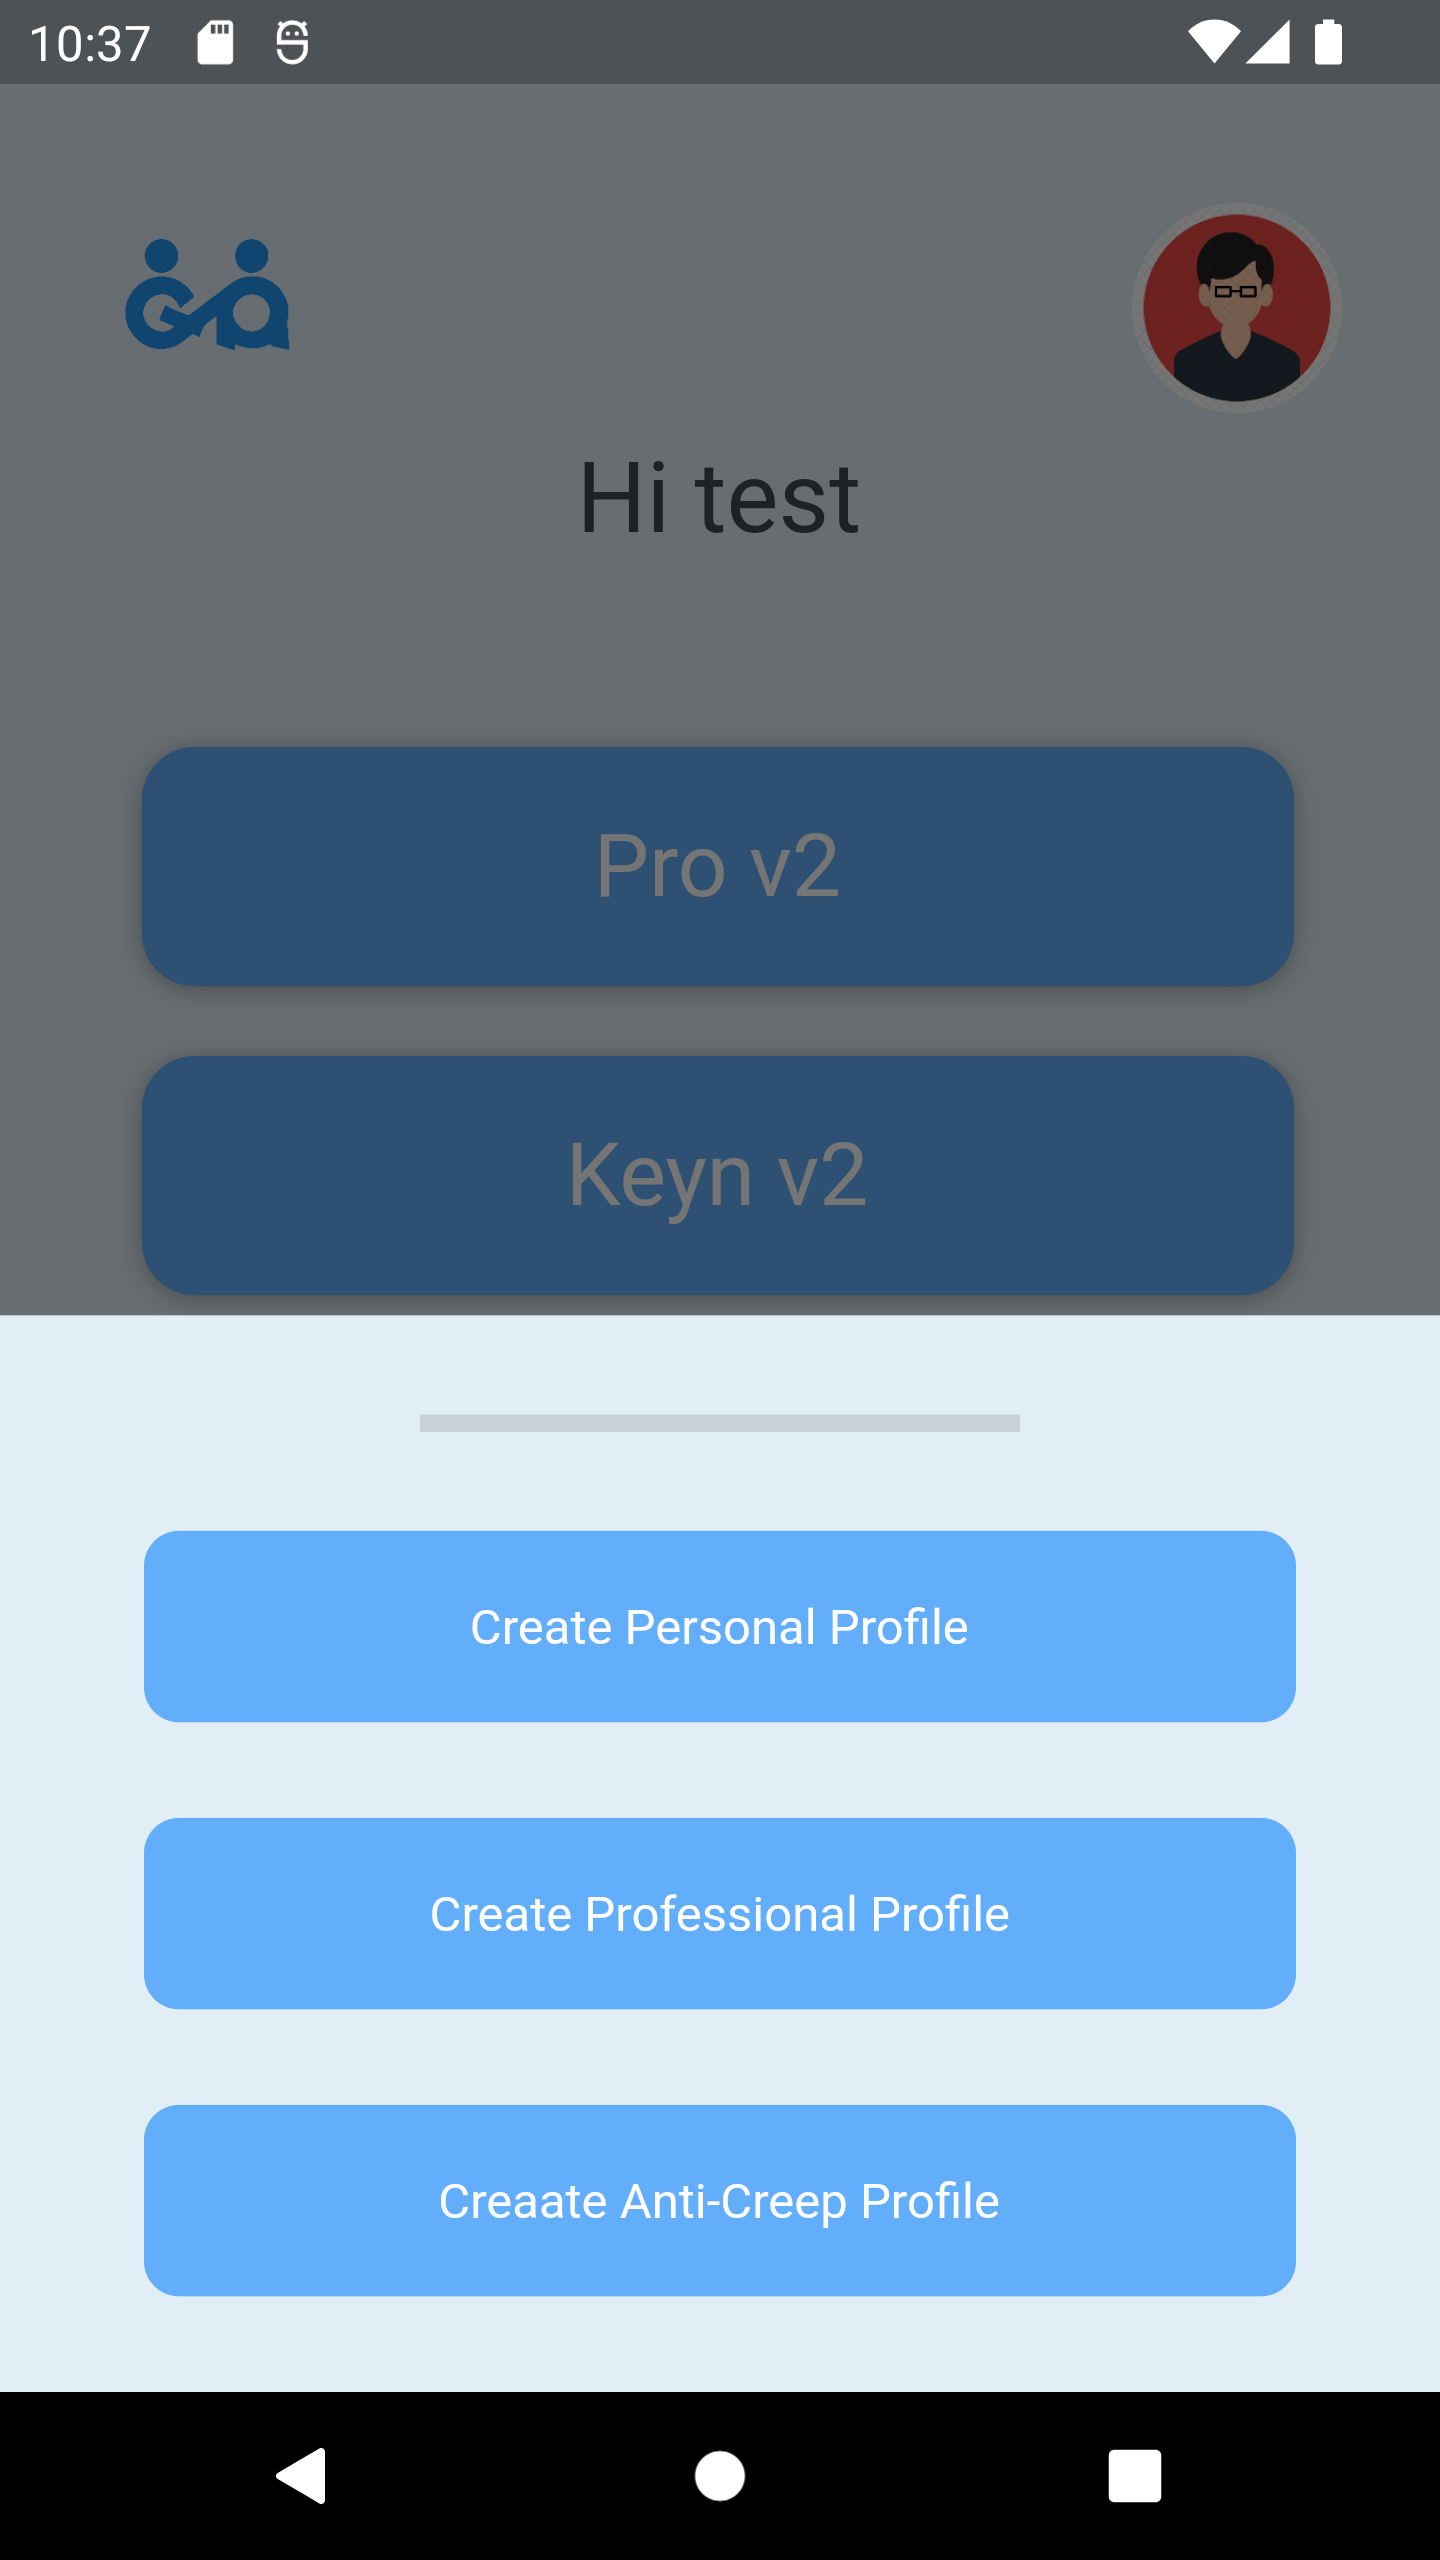 10:37
Hi test
Pro v2
Keyn v2
Create Personal Profile
Create Professional Profile
Creaate Anti-Creep Profile